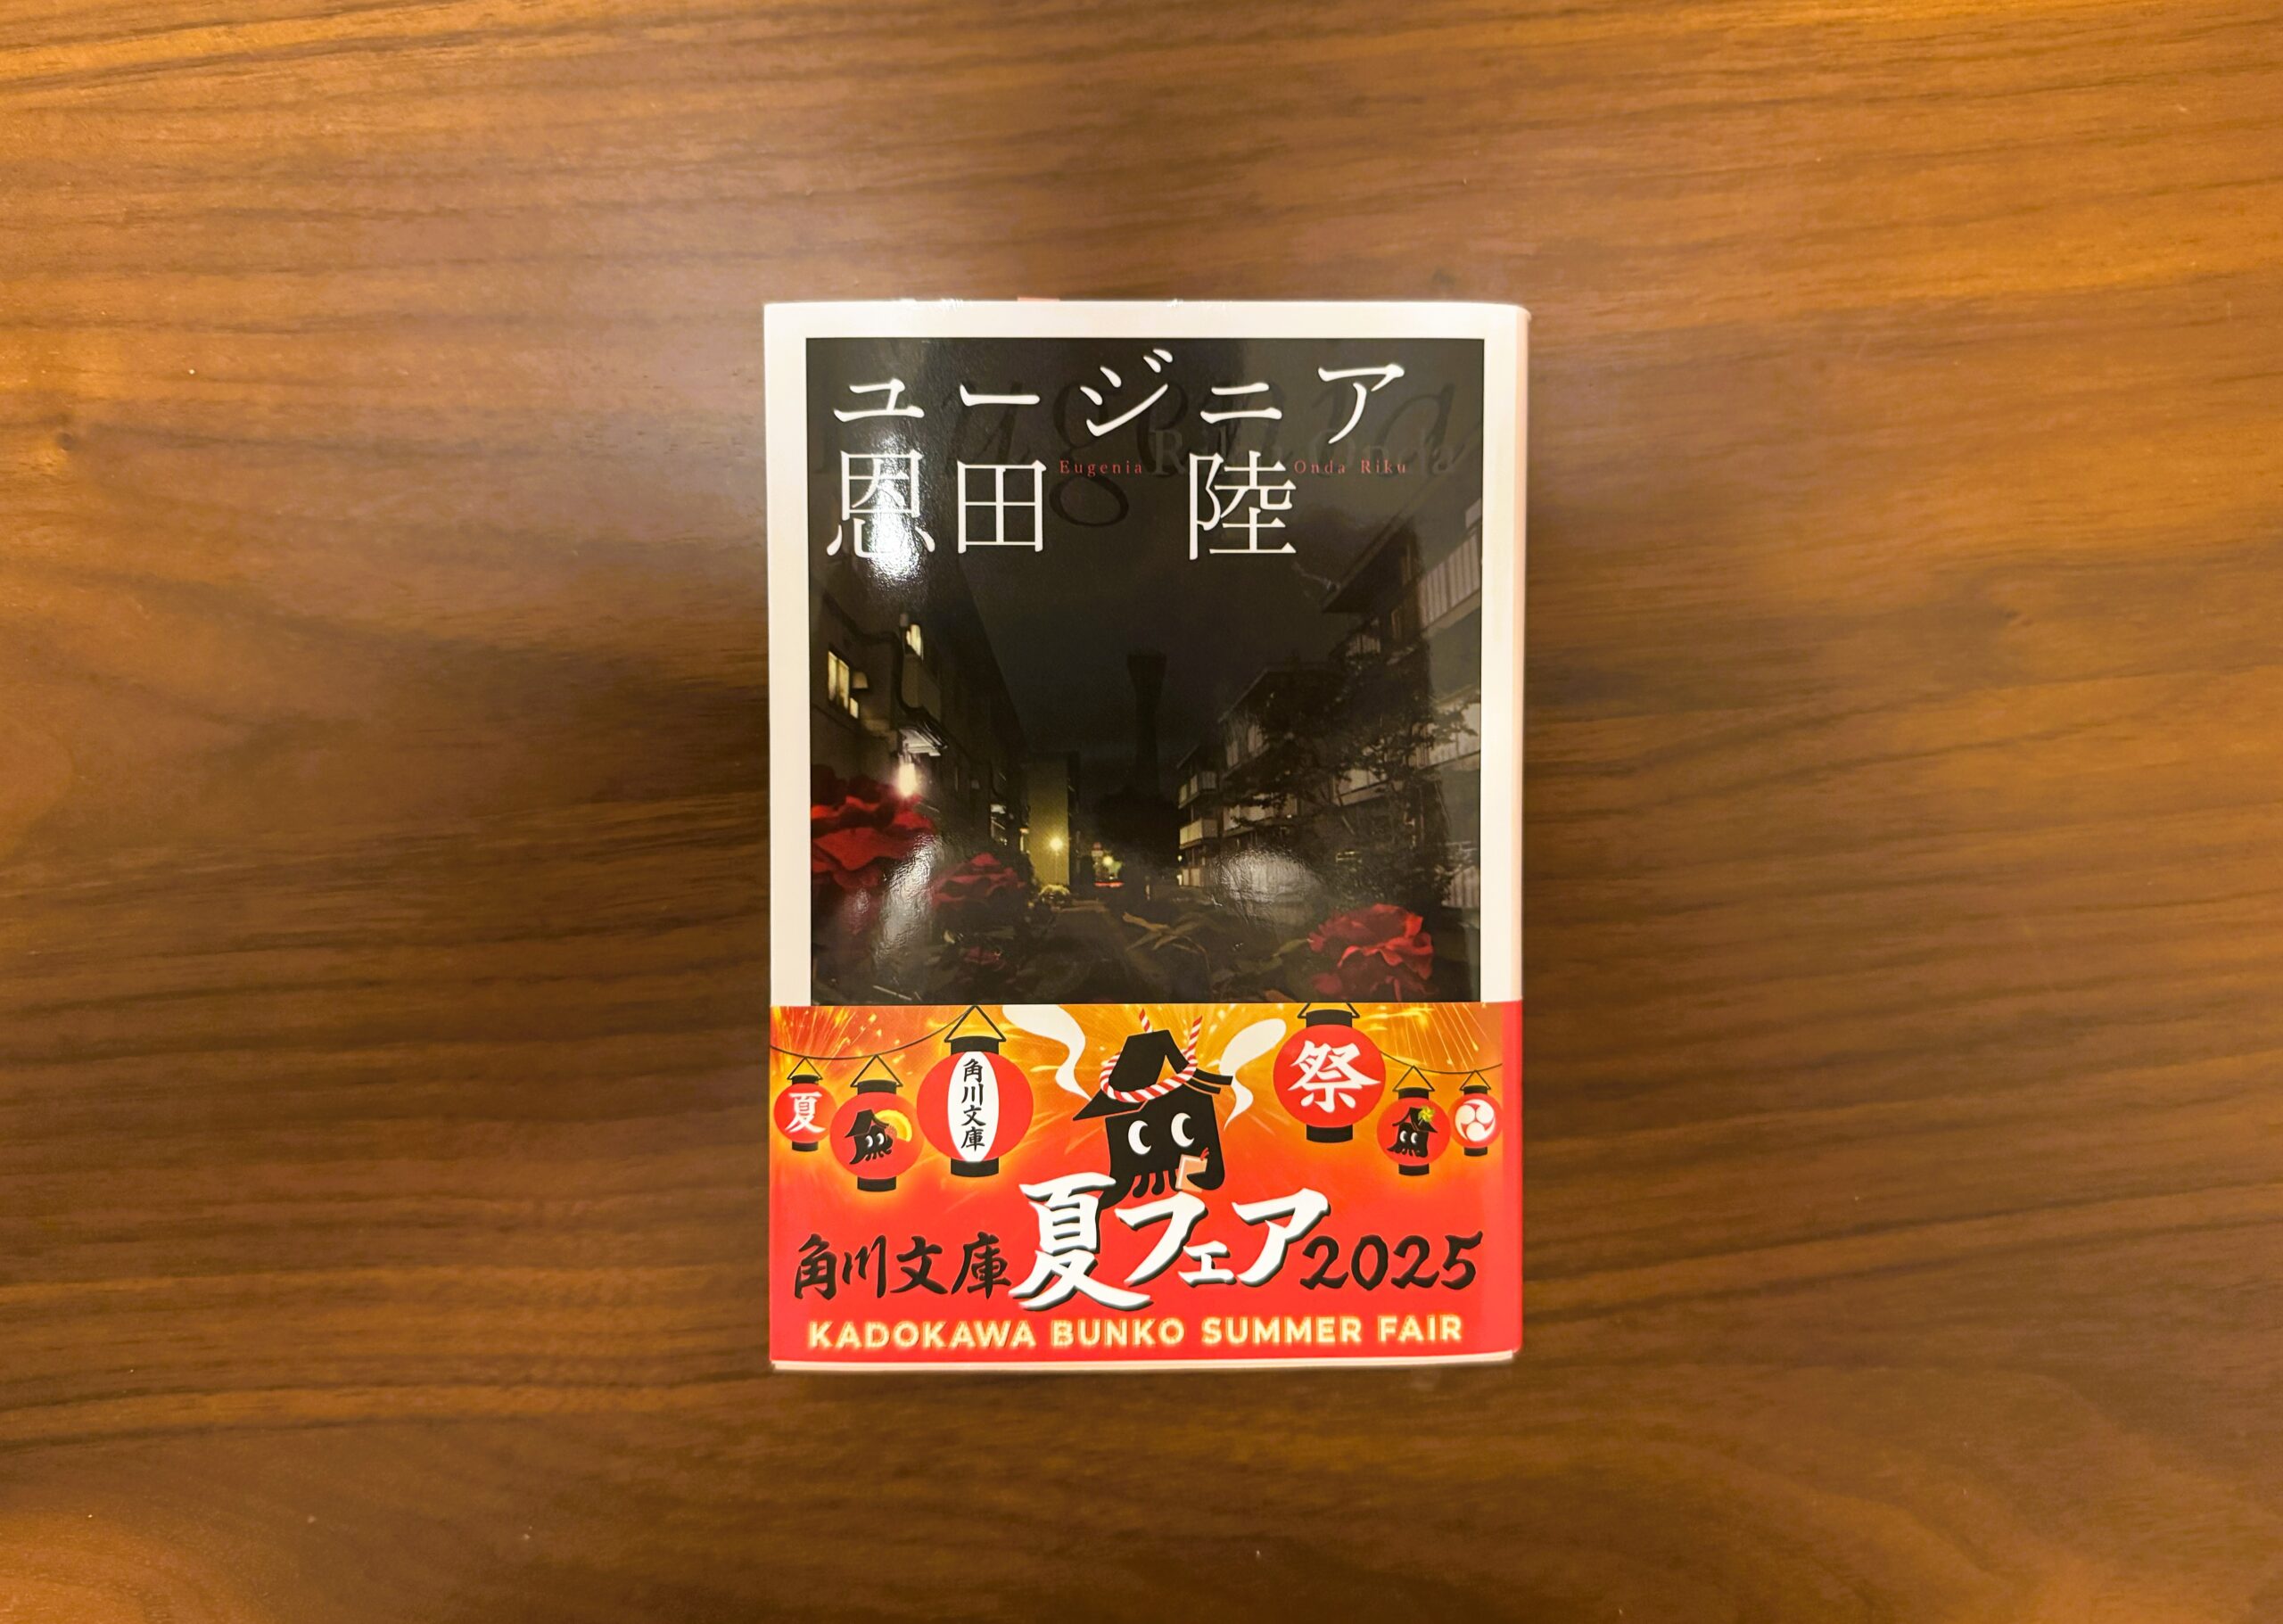 ユージニア
恩田 陸
Eugenia
Onda Riku
夏
角川文庫
祭
角川文庫夏フェア2025
KADOKAWA BUNKO SUMMER FAIR